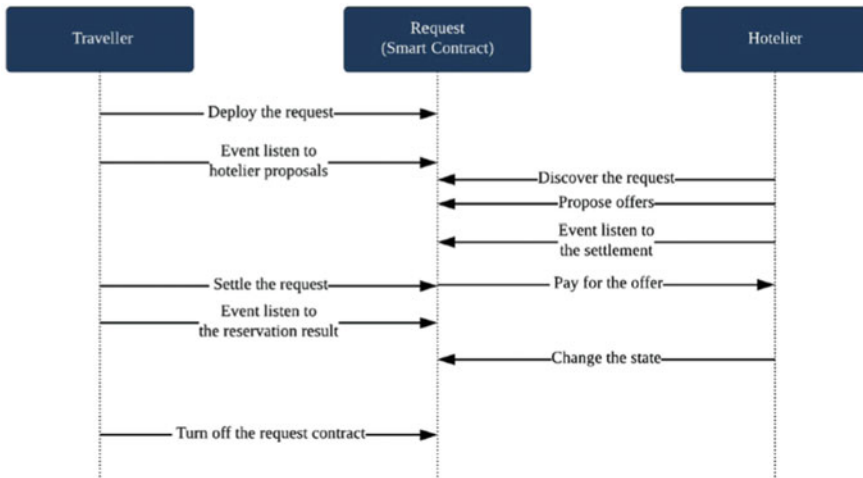 Traveller
Request
(Smart Contract)
Hotelier
Deploy the request
Event listen to
hotelier proposals
Discover the request
Propose offers
Event listen to
the settlement
Settle the request
Pay for the offer
Event listen to
the reservation result
Change the state
Turn off the request contract